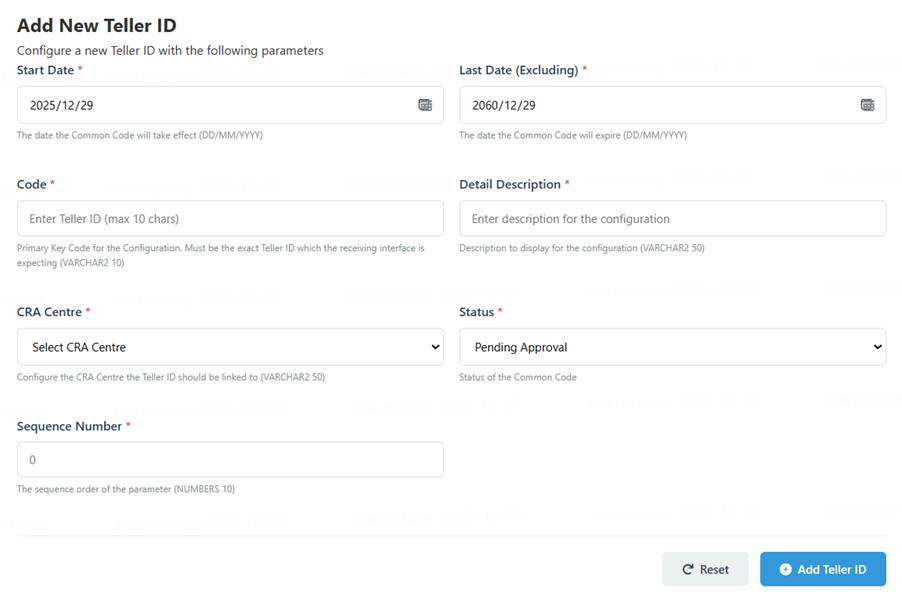 Add New Teller ID
Configure a new Teller ID with the following parameters
Start Date *
Last Date (Excluding) *
2025/12/29
2060/12/29
The date the Common Code will take effect (DD/MM/YYYY)
The date the Common Code will expire (DD/MM/YYYY)
Code *
Detail Description *
Enter Teller ID (max 10 chars)
Enter description for the configuration
Primary Key Code for the Configuration. Must be the exact Teller ID which the receiving interface is
expecting (VARCHAR2 10)
Description to display for the configuration (VARCHAR2 50)
CRA Centre *
Status *
Select CRA Centre
Pending Approval
Configure the CRA Centre the Teller ID should be linked to (VARCHAR2 50)
Status of the Common Code
Sequence Number *
0
The sequence order of the parameter (NUMBERS 10)
Reset
Add Teller ID